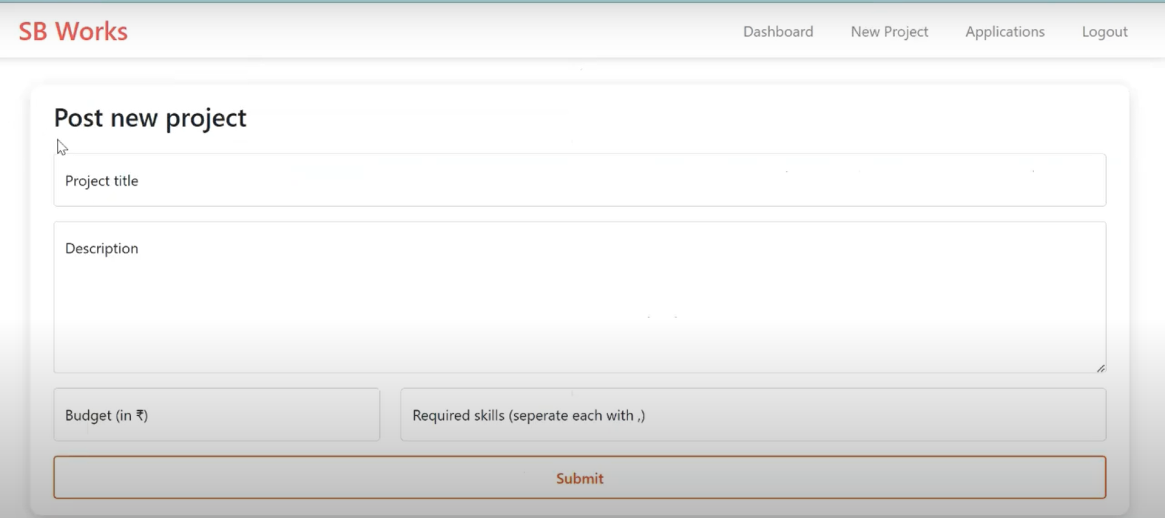 SB Works
Dashboard New Project Applications Logout
Post new project
Project title
Description
Budget (in ₹) Required skills (seperate each with ,)
Submit